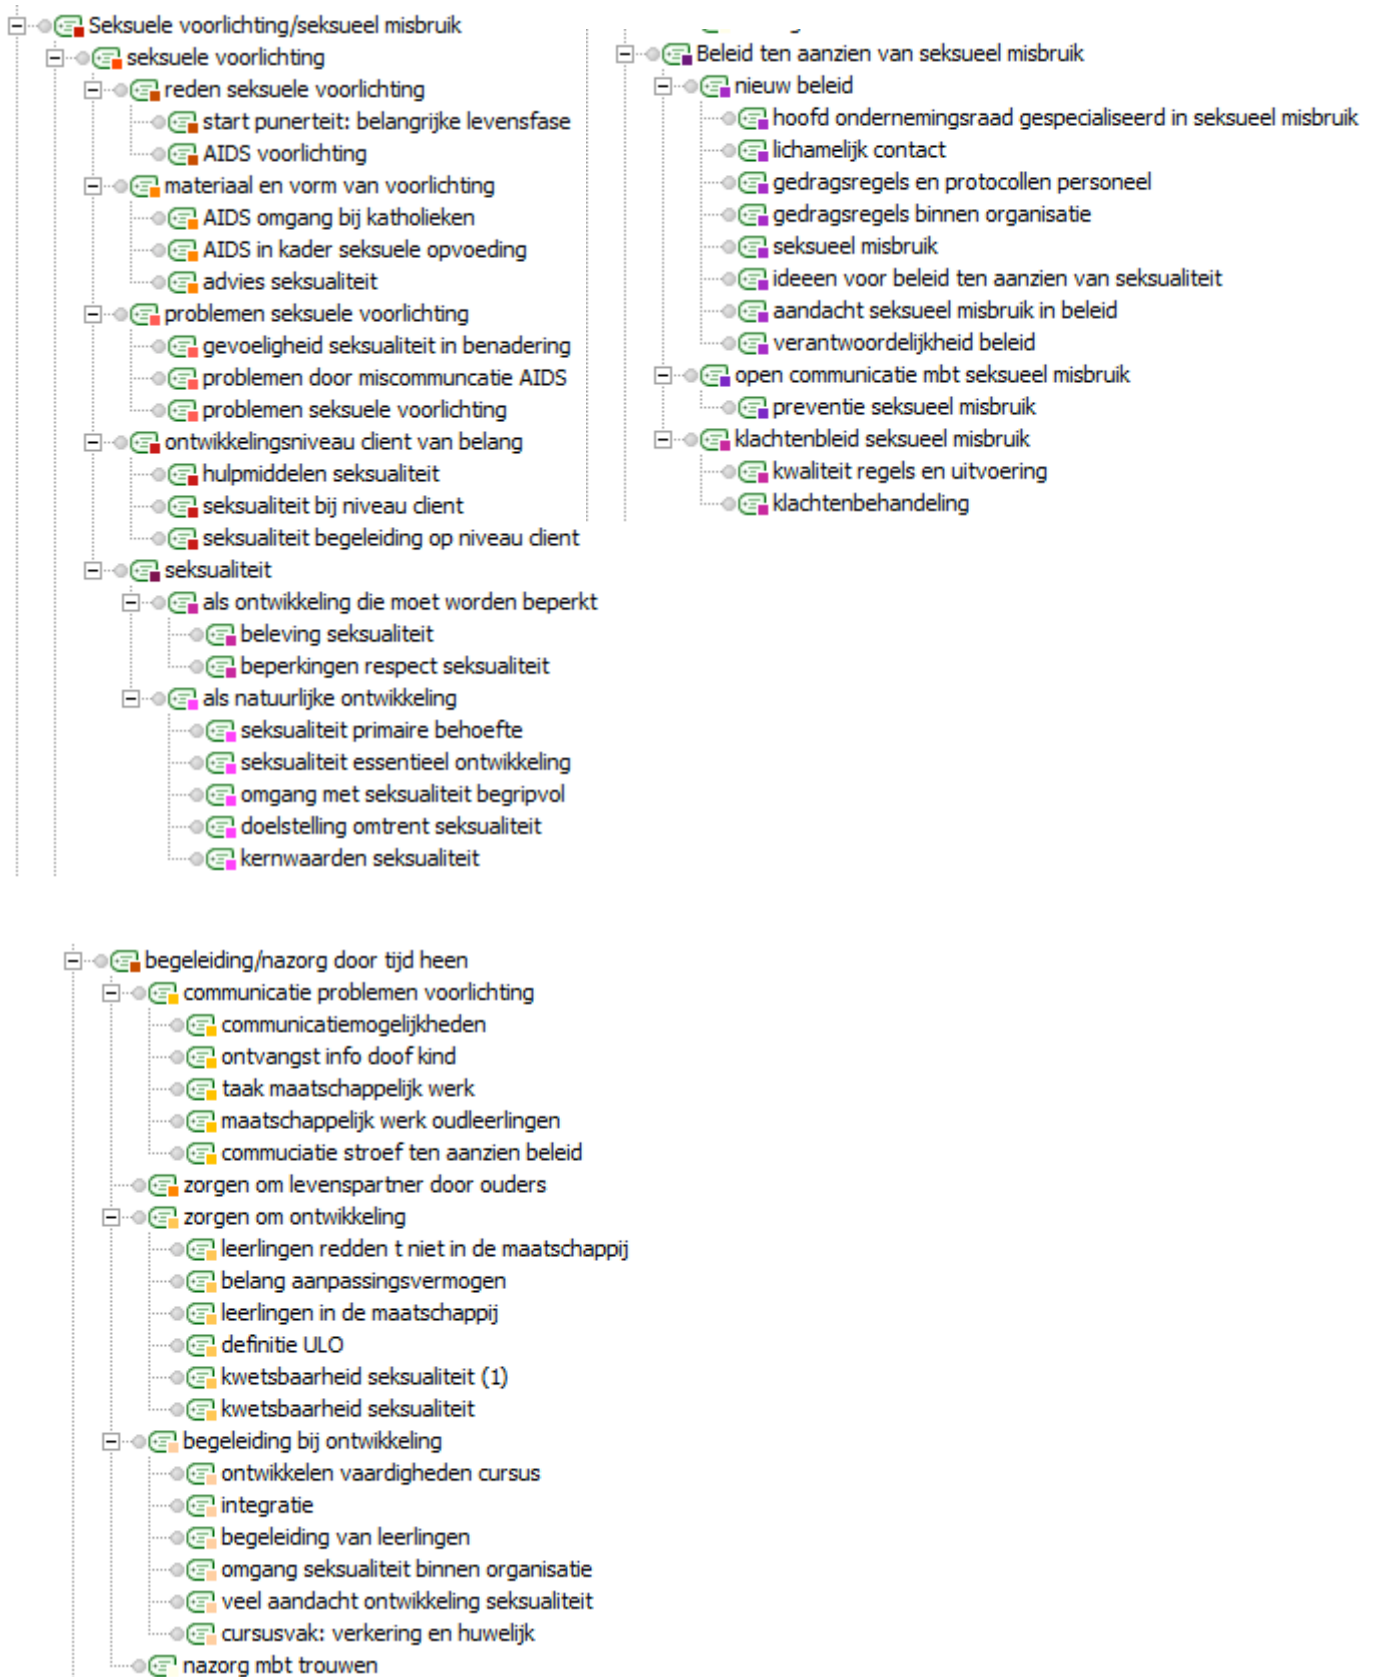 Seksuele voorlichting/seksueel misbruik
seksuele voorlichting
reden seksuele voorlichting
start punerteit: belangrijke levensfase
AIDS voorlichting
materiaal en vorm van voorlichting
AIDS omgang bij katholieken
AIDS in kader seksuele opvoeding
advies seksualiteit
problemen seksuele voorlichting
gevoeligheid seksualiteit in benadering
problemen door miscommuncatie AIDS
problemen seksuele voorlichting
ontwikkelingsniveau client van belang
hulpmiddelen seksualiteit
seksualiteit bij niveau client
seksualiteit begeleiding op niveau client
seksualiteit
als ontwikkeling die moet worden beperkt
beleving seksualiteit
beperkingen respect seksualiteit
als natuurlijke ontwikkeling
seksualiteit primaire behoefte
seksualiteit essentieel ontwikkeling
omgang met seksualiteit begripvol
doelstelling omtrent seksualiteit
kernwaarden seksualiteit
Beleid ten aanzien van seksueel misbruik
nieuw beleid
hoofd ondernemingsraad gespecialiseerd in seksueel misbruik
lichamelijk contact
gedragsregels en protocollen personeel
gedragsregels binnen organisatie
seksueel misbruik
ideeen voor beleid ten aanzien van seksualiteit
aandacht seksueel misbruik in beleid
verantwoordelijkheid beleid
open communicatie mbt seksueel misbruik
preventie seksueel misbruik
klachtenbleid seksueel misbruik
kwaliteit regels en uitvoering
klachtenbehandeling
begeleiding/nazorg door tijd heen
communicatie problemen voorlichting
communicatiemogelijkheden
ontvangst info doof kind
taak maatschappelijk werk
maatschappelijk werk oudleerlingen
commuciatie stroef ten aanzien beleid
zorgen om levenspartner door ouders
zorgen om ontwikkeling
leerlingen redden t niet in de maatschappij
belang aanpassingsvermogen
leerlingen in de maatschappij
definitie ULO
kwetsbaarheid seksualiteit (1)
kwetsbaarheid seksualiteit
begeleiding bij ontwikkeling
ontwikkelen vaardigheden cursus
integratie
begeleiding van leerlingen
omgang seksualiteit binnen organisatie
veel aandacht ontwikkeling seksualiteit
cursusvak: verkering en huwelijk
nazorg mbt trouwen